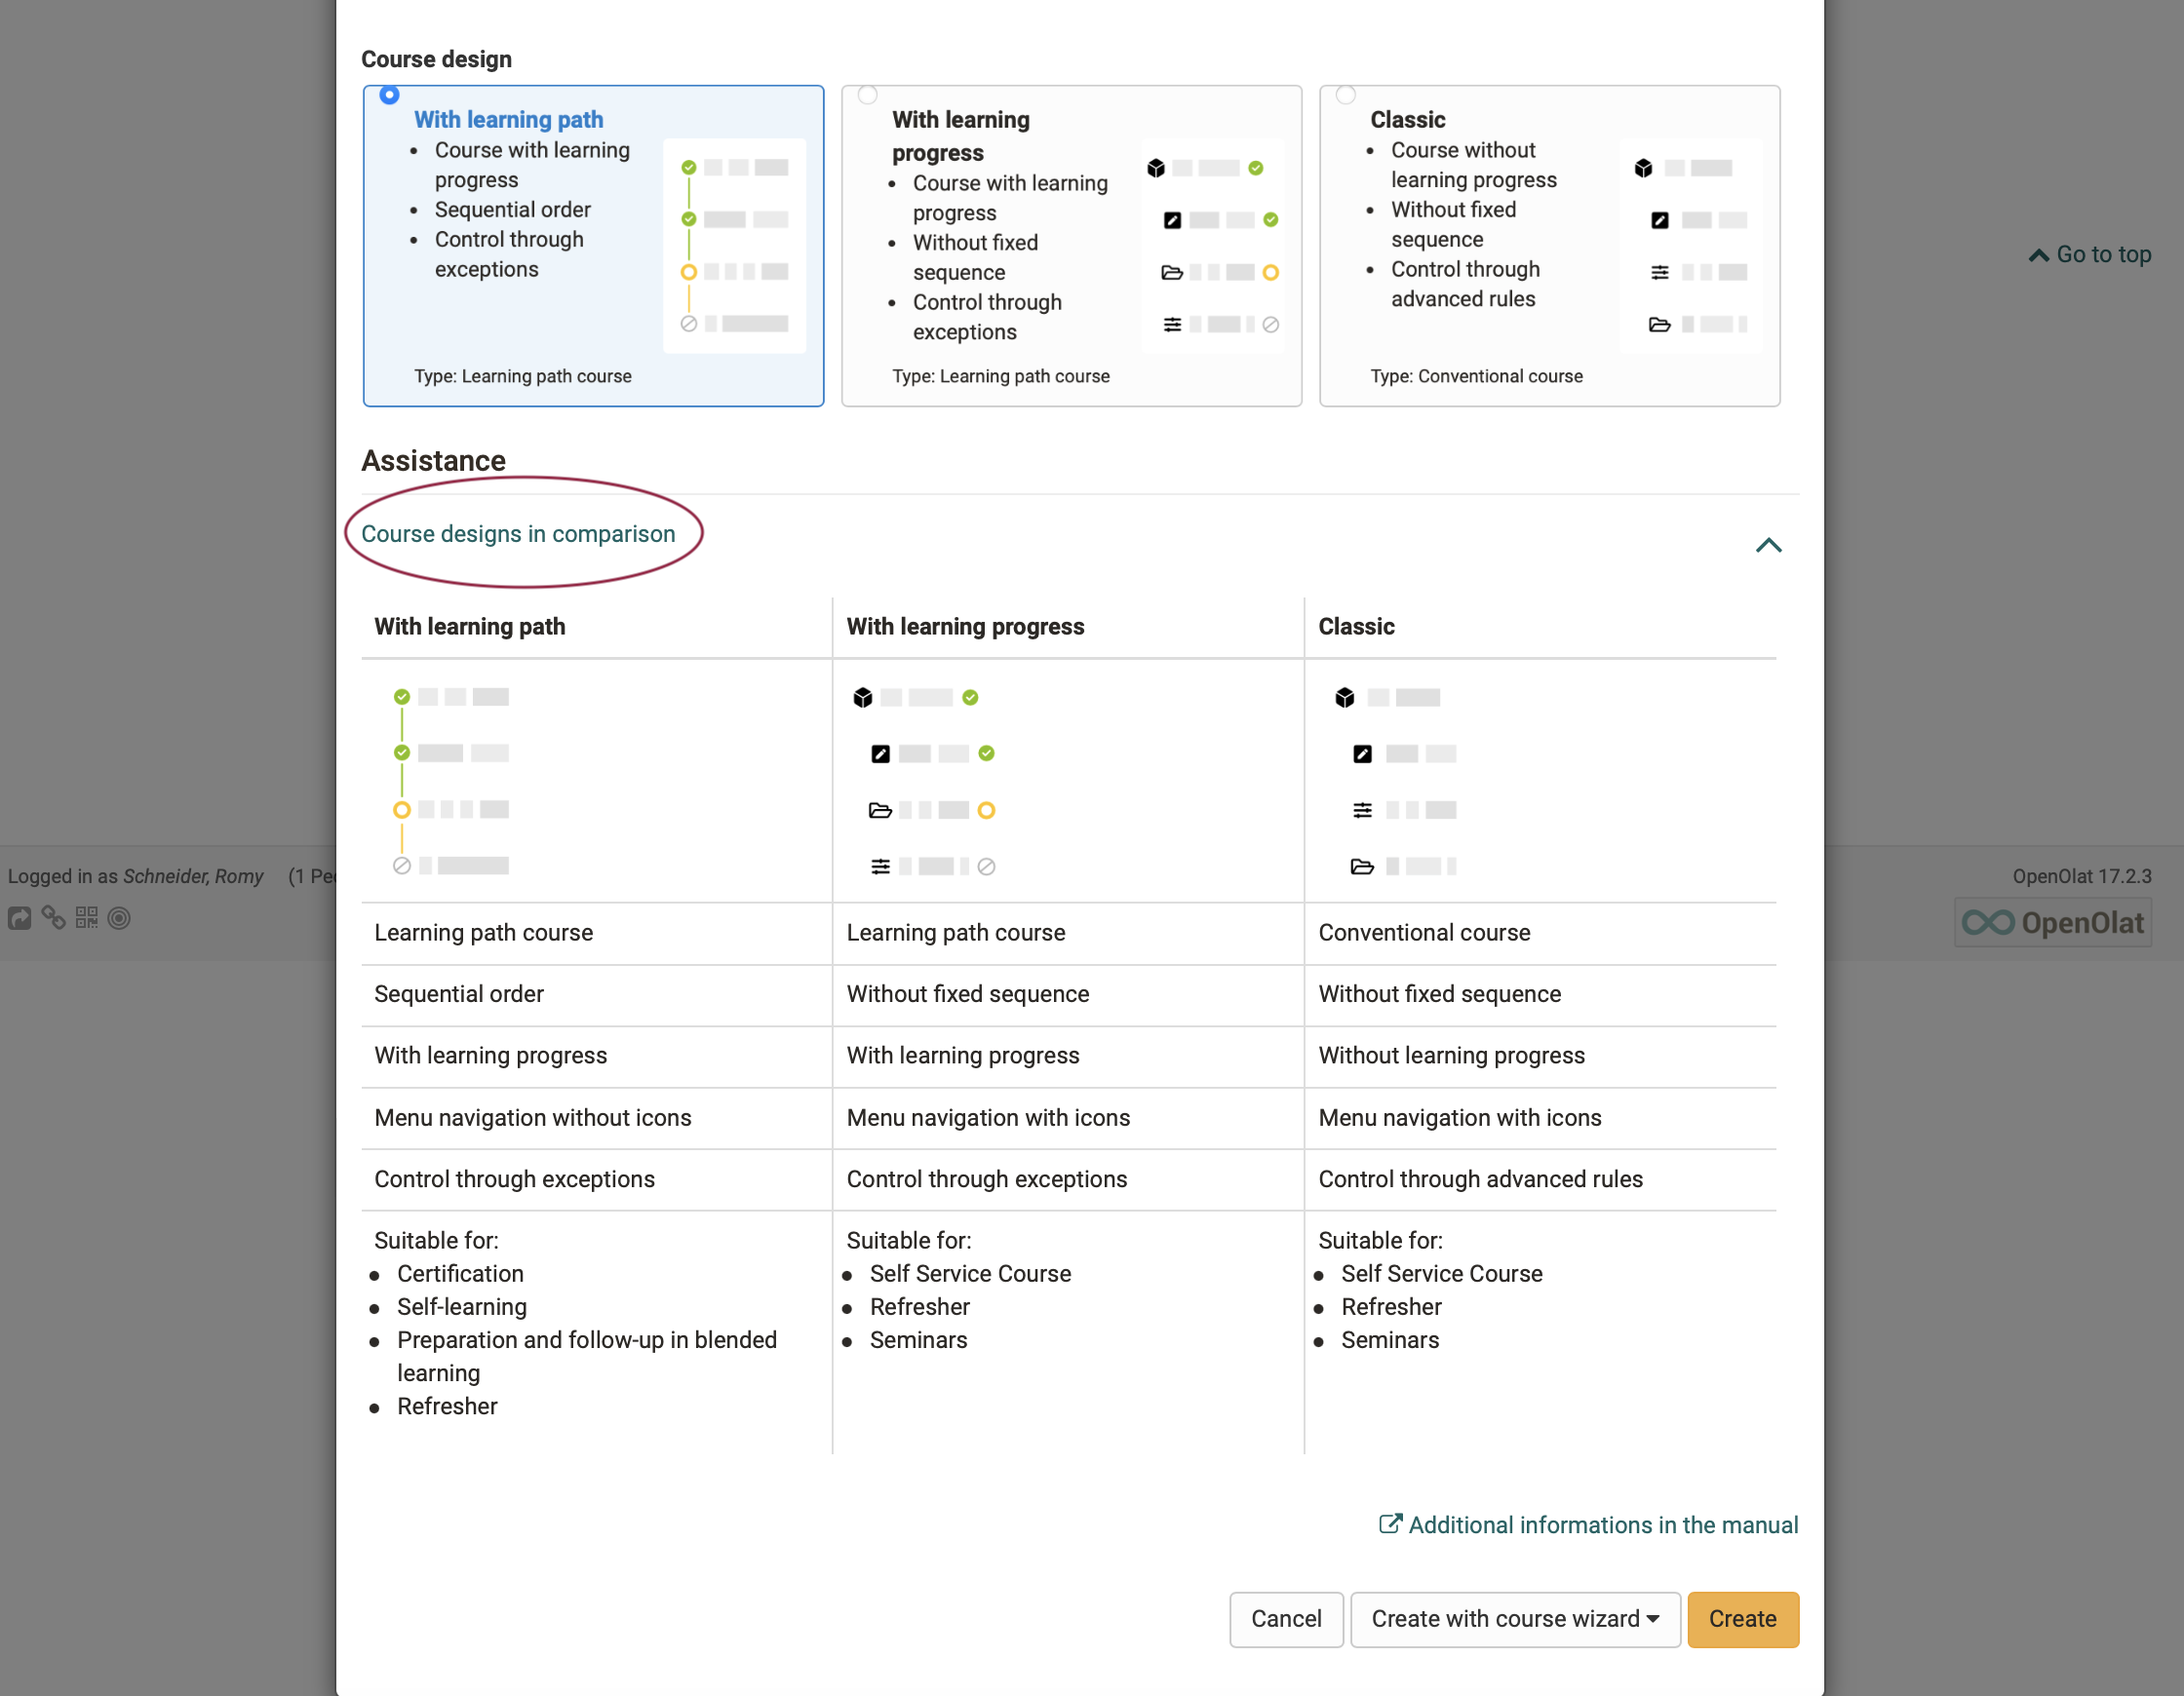 Course design
With learning path
• Course with learning
progress
• Sequential order
• Control through
exceptions
Type: Learning path course
With learning
progress
• Course with learning
progress
• Without fixed
sequence
• Control through
exceptions
Type: Learning path course
Classic
• Course without
learning progress
• Without fixed
sequence
• Control through
advanced rules
Type: Conventional course
Go to top
Assistance
Course designs in comparison
With learning path With learning progress Classic
Learning path course Learning path course Conventional course
Sequential order Without fixed sequence Without fixed sequence
With learning progress With learning progress Without learning progress
Menu navigation without icons Menu navigation with icons Menu navigation with icons
Control through exceptions Control through exceptions Control through advanced rules
Suitable for:
• Certification
• Self-learning
• Preparation and follow-up in blended
learning
• Refresher
Suitable for:
• Self Service Course
• Refresher
• Seminars
Suitable for:
• Self Service Course
• Refresher
• Seminars
Logged in as Schneider, Romy (1 Pe
OpenOlat 17.2.3
OpenOlat
Additional informations in the manual
Cancel Create with course wizard Create